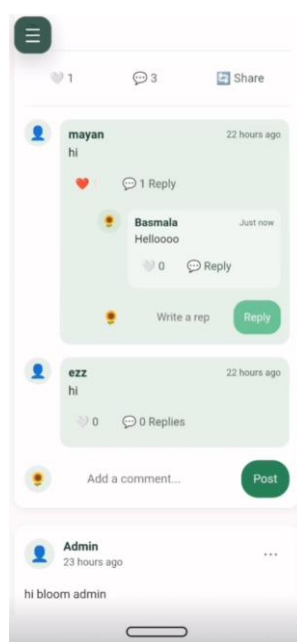 1 3 Share
mayan 22 hours ago
hi
1 Reply
Basmala Just now
Helloooo
0 Reply
Write a rep Reply
ezz 22 hours ago
hi
0 0 Replies
Add a comment... Post
Admin
23 hours ago
hi bloom admin